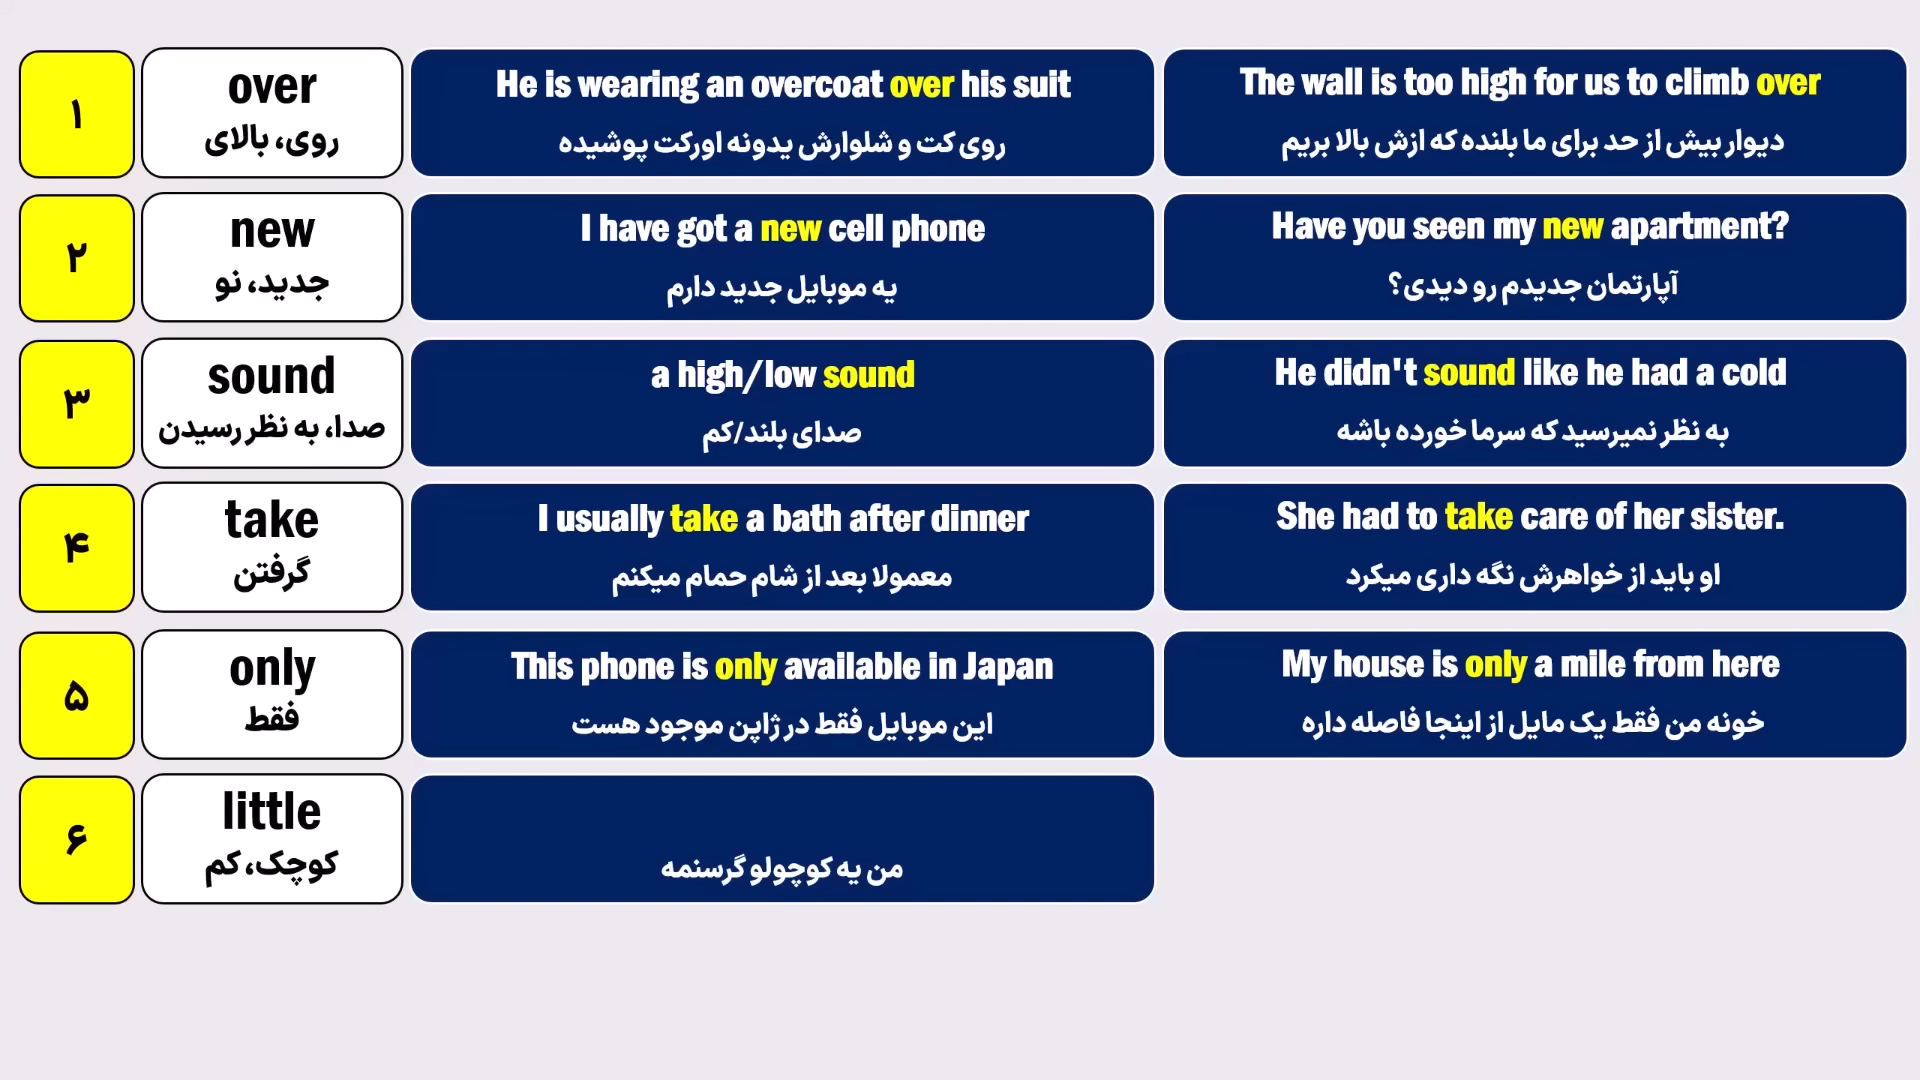 ۱
over
روی، بالای
He is wearing an overcoat over his suit
روی کت و شلوارش یدونه اورکت پوشیده
The wall is too high for us to climb over
دیوار بیش از حد برای ما بلنده که ازش بالا بریم
۲
new
جدید، نو
I have got a new cell phone
یه موبایل جدید دارم
Have you seen my new apartment?
آپارتمان جدیدم رو دیدی؟
۳
sound
صدا، به نظر رسیدن
a high/low sound
صدای بلند/کم
He didn't sound like he had a cold
به نظر نمیرسید که سرما خورده باشه
۴
take
گرفتن
I usually take a bath after dinner
معمولا بعد از شام حمام میکنم
She had to take care of her sister.
او باید از خواهرش نگه داری میکرد
۵
only
فقط
This phone is only available in Japan
این موبایل فقط در ژاپن موجود هست
My house is only a mile from here
خونه من فقط یک مایل از اینجا فاصله داره
۶
little
کوچک، کم
من یه کوچولو گرسنمه